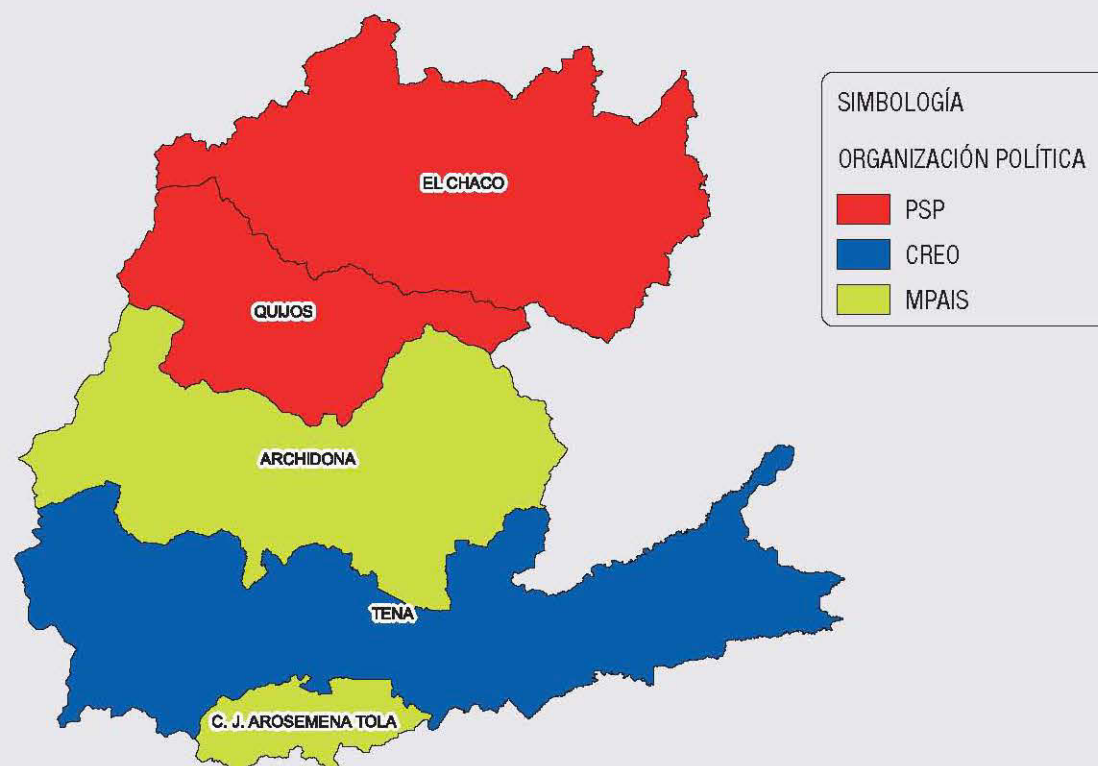 SIMBOLOGÍA
ORGANIZACIÓN POLÍTICA
PSP
CREO
MPAIS
EL CHACO
QUIJOS
ARCHIDONA
TENA
C. J. AROSEMENA TOLA